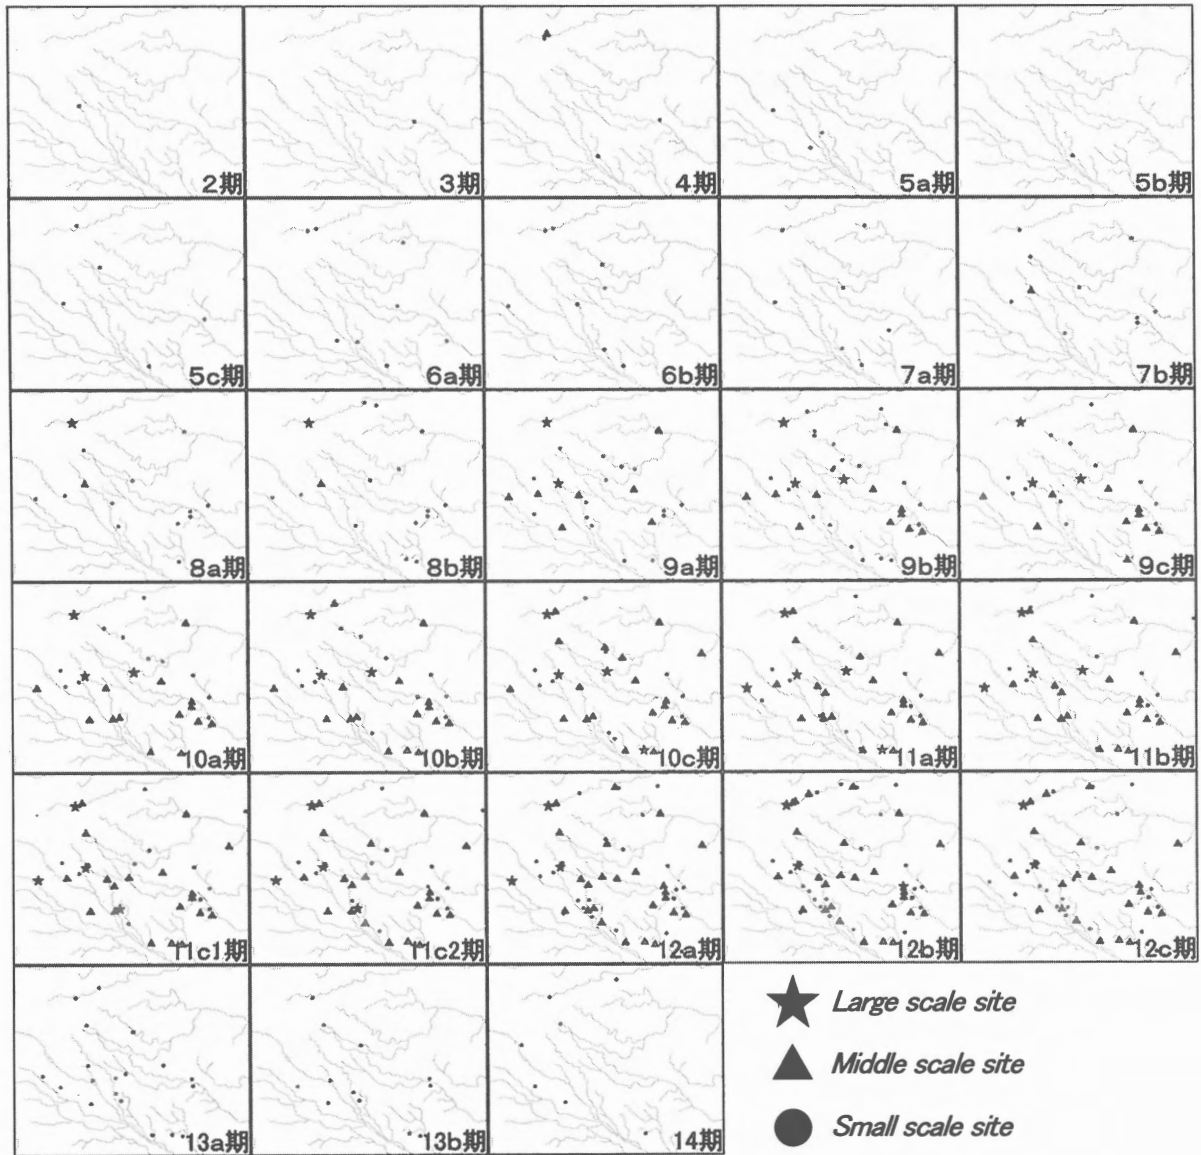 2期
3期
4期
5a期
5b期
5c期
6a期
6b期
7a期
7b期
8a期
8b期
9a期
9b期
9c期
10a期
10b期
10c期
11a期
11b期
11c1期
11c2期
12a期
12b期
12c期
13a期
13b期
14期
Large scale site
Middle scale site
Small scale site